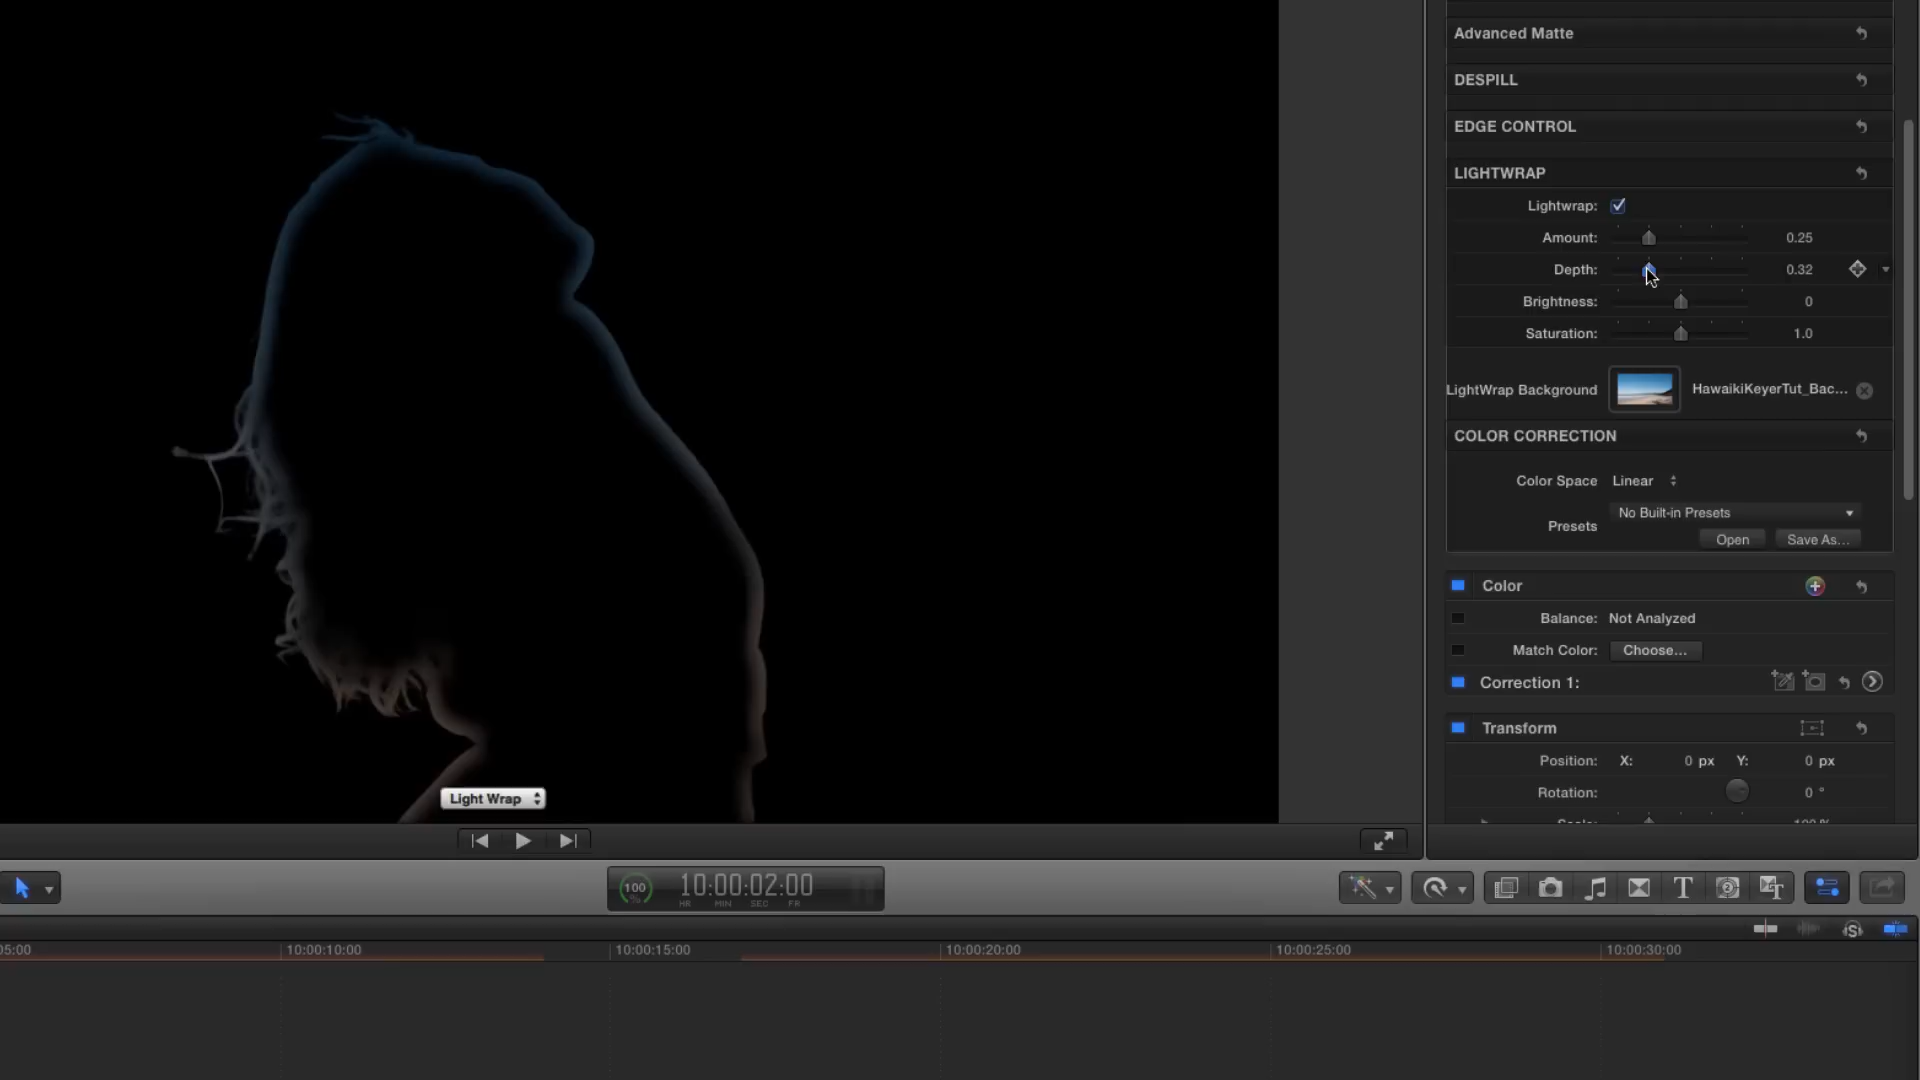 Advanced Matte
DESPILL
EDGE CONTROL
LIGHTWRAP
Lightwrap:
Amount: 0.25
Depth: 0.32
Brightness: 0
Saturation: 1.0
LightWrap Background HawaikiKeyerTut_Bac...
COLOR CORRECTION
Color Space Linear
No Built-in Presets
Presets
Open Save As...
Color
Balance: Not Analyzed
Match Color: Choose...
Correction 1:
Transform
Position: X: 0 px Y: 0 px
Rotation: 0 °
Light Wrap
100
%
10:00:02:00
HR MIN SEC FR
05:00 10:00:10:00 10:00:15:00 10:00:20:00 10:00:25:00 10:00:30:00